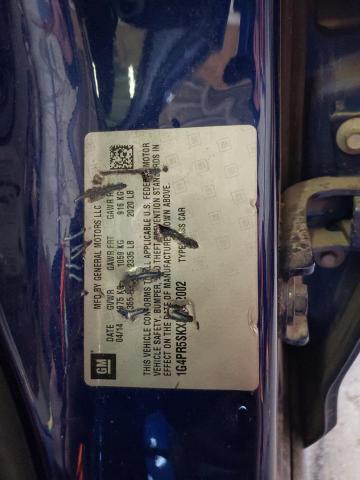 GM
MFD BY GENERAL MOTORS LLC
DATE GVWR GAWR FRT GAWR
04/14 1059 KG 916 KG
2335 LB 2020 LB
THIS VEHICLE CONFORMS TO ALL APPLICABLE U.S. FEDERAL MOTOR
VEHICLE SAFETY, BUMPER, AND THEFT PREVENTION STANDARDS IN
EFFECT ON THE DATE OF MANUFACTURE SHOWN ABOVE.
TYPE: CAR